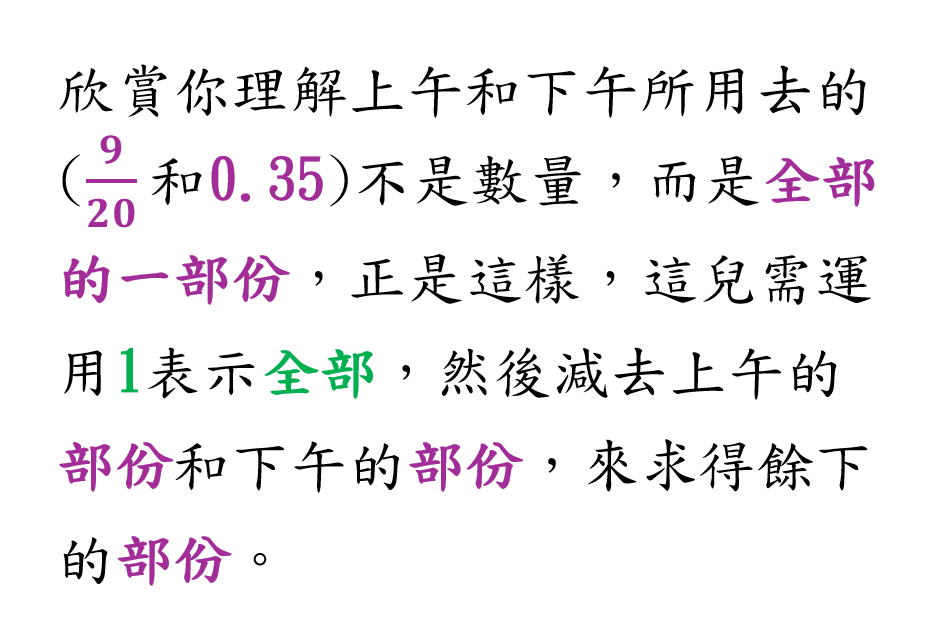 欣賞你理解上午和下午所用去的
(9/20 和0.35)不是數量，而是全部
的一部份，正是這樣，這兒需運
用1表示全部，然後減去上午的
部份和下午的部份，來求得餘下
的部份。